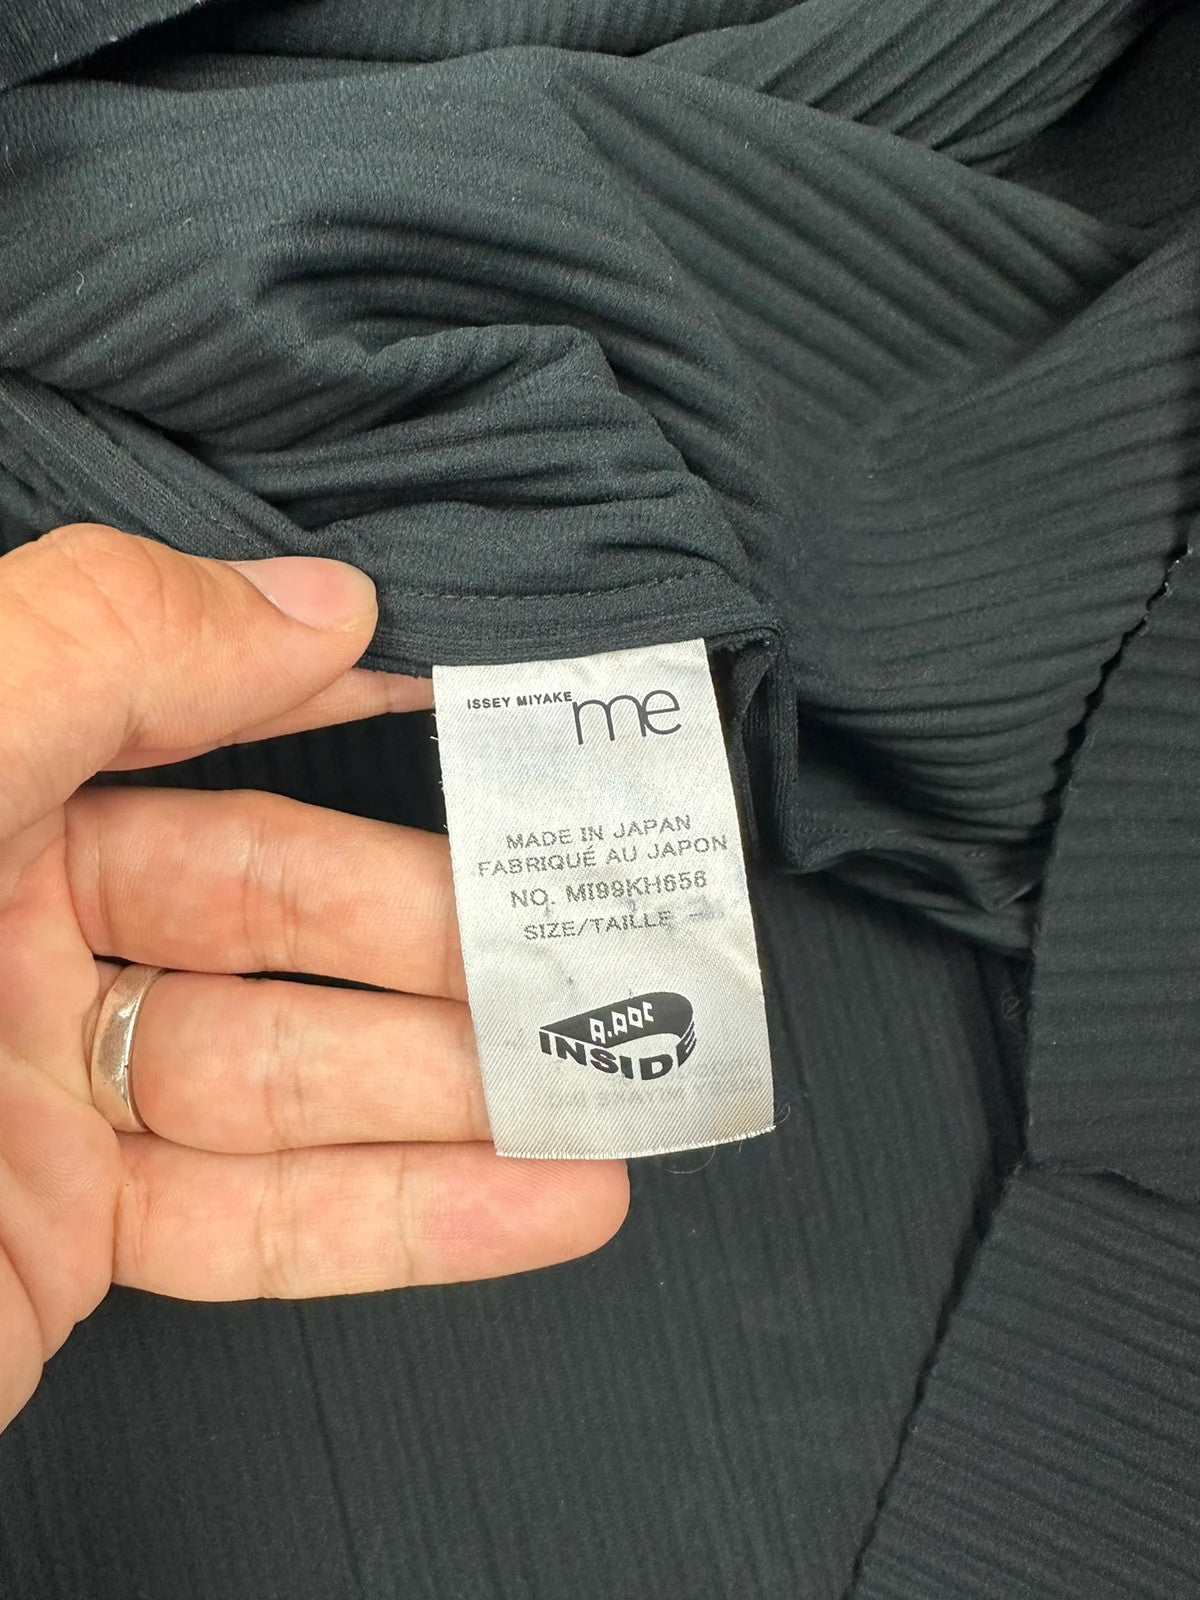 ISSEY MIYAKE me
MADE IN JAPAN
FABRIQUÉ AU JAPON
NO. MI99KH656
SIZE/TAILLE -
A.POC
INSIDE